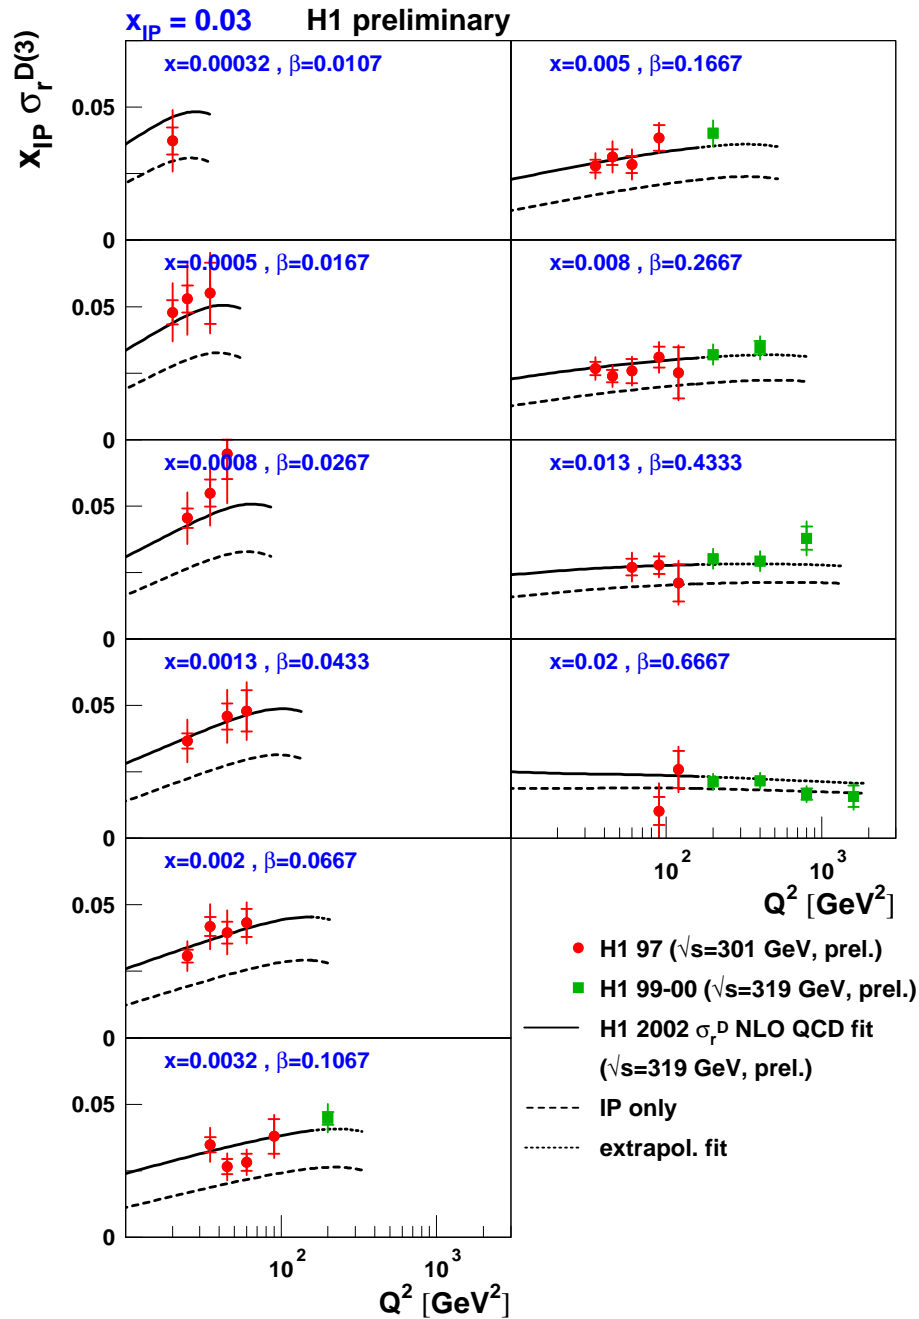 x_IP = 0.03 H1 preliminary
x_IP σ_r^D(3)
x=0.00032 , β=0.0107
x=0.005 , β=0.1667
0.05
0
x=0.0005 , β=0.0167
x=0.008 , β=0.2667
0.05
0
x=0.0008 , β=0.0267
x=0.013 , β=0.4333
0.05
0
x=0.0013 , β=0.0433
x=0.02 , β=0.6667
0.05
0
10^2 10^3
Q^2 [GeV^2]
x=0.002 , β=0.0667
0.05
0
x=0.0032 , β=0.1067
0.05
0
10^2 10^3
Q^2 [GeV^2]
H1 97 (√s=301 GeV, prel.)
H1 99-00 (√s=319 GeV, prel.)
H1 2002 σ_r^D NLO QCD fit
(√s=319 GeV, prel.)
IP only
extrapol. fit